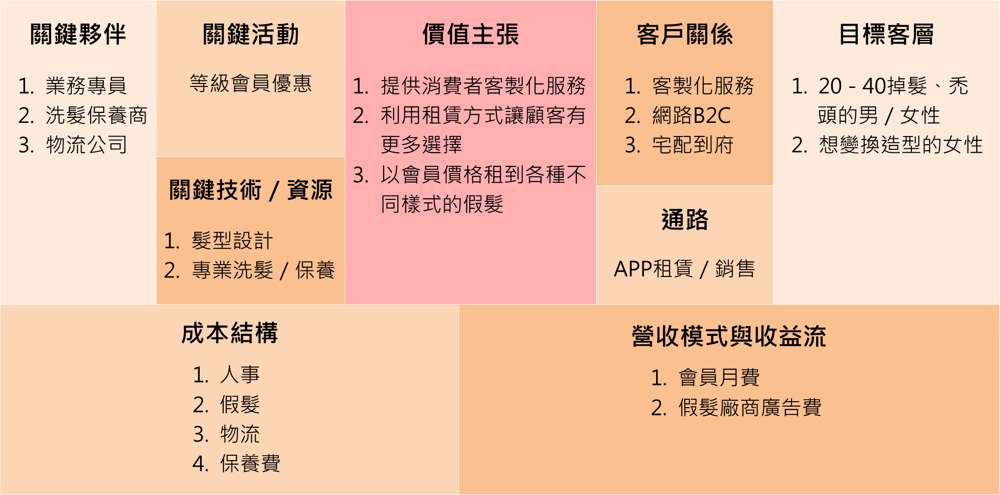 關鍵夥伴
1. 業務專員
2. 洗髮保養商
3. 物流公司
關鍵活動
等級會員優惠
關鍵技術 / 資源
1. 髮型設計
2. 專業洗髮 / 保養
價值主張
1. 提供消費者客製化服務
2. 利用租賃方式讓顧客有
更多選擇
3. 以會員價格租到各種不
同樣式的假髮
客戶關係
1. 客製化服務
2. 網路B2C
3. 宅配到府
通路
APP租賃 / 銷售
目標客層
1. 20 - 40掉髮、禿
頭的男 / 女性
2. 想變換造型的女性
成本結構
1. 人事
2. 假髮
3. 物流
4. 保養費
營收模式與收益流
1. 會員月費
2. 假髮廠商廣告費